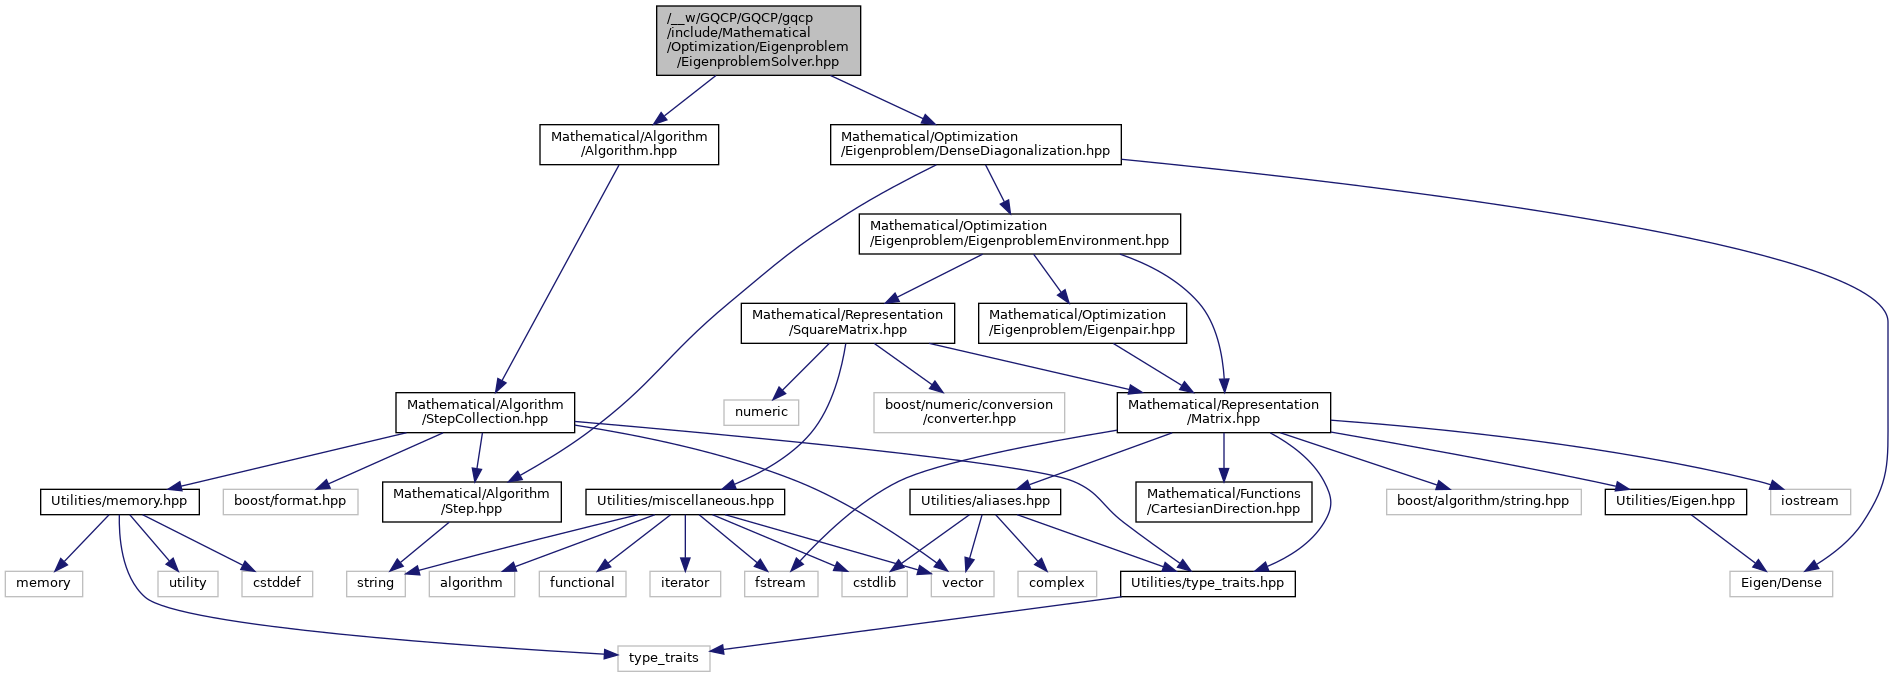 /__w/GQCP/GQCP/gqcp
/include/Mathematical
/Optimization/Eigenproblem
/EigenproblemSolver.hpp
Mathematical/Algorithm
/Algorithm.hpp
Mathematical/Optimization
/Eigenproblem/DenseDiagonalization.hpp
Mathematical/Optimization
/Eigenproblem/EigenproblemEnvironment.hpp
Mathematical/Representation
/SquareMatrix.hpp
Mathematical/Optimization
/Eigenproblem/Eigenpair.hpp
Mathematical/Algorithm
/StepCollection.hpp
numeric
boost/numeric/conversion
/converter.hpp
Mathematical/Representation
/Matrix.hpp
Utilities/memory.hpp
boost/format.hpp
Mathematical/Algorithm
/Step.hpp
Utilities/miscellaneous.hpp
Utilities/aliases.hpp
Mathematical/Functions
/CartesianDirection.hpp
boost/algorithm/string.hpp
Utilities/Eigen.hpp
iostream
memory
utility
cstddef
string
algorithm
functional
iterator
fstream
cstdlib
vector
complex
Utilities/type_traits.hpp
Eigen/Dense
type_traits